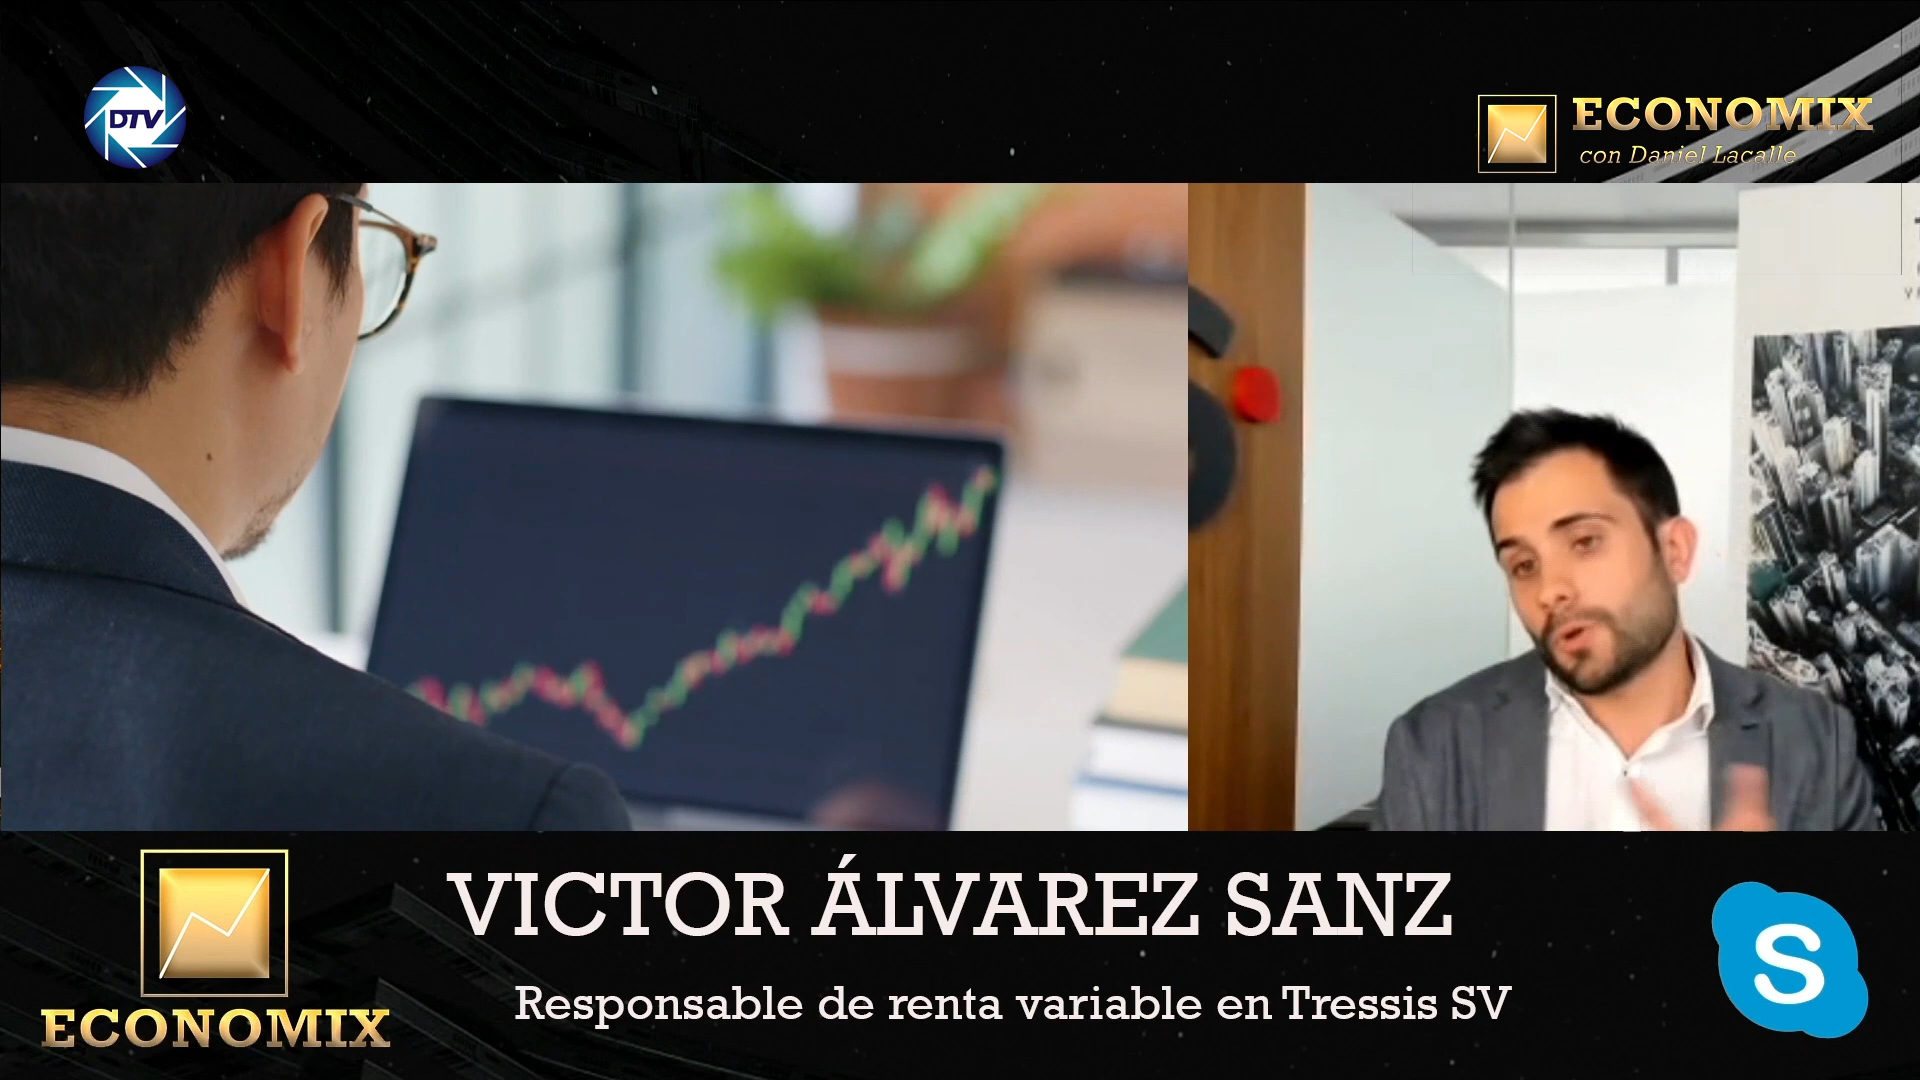 DTV
ECONOMIX
con Daniel Lacalle
VICTOR ÁLVAREZ SANZ
Responsable de renta variable en Tressis SV
ECONOMIX
S